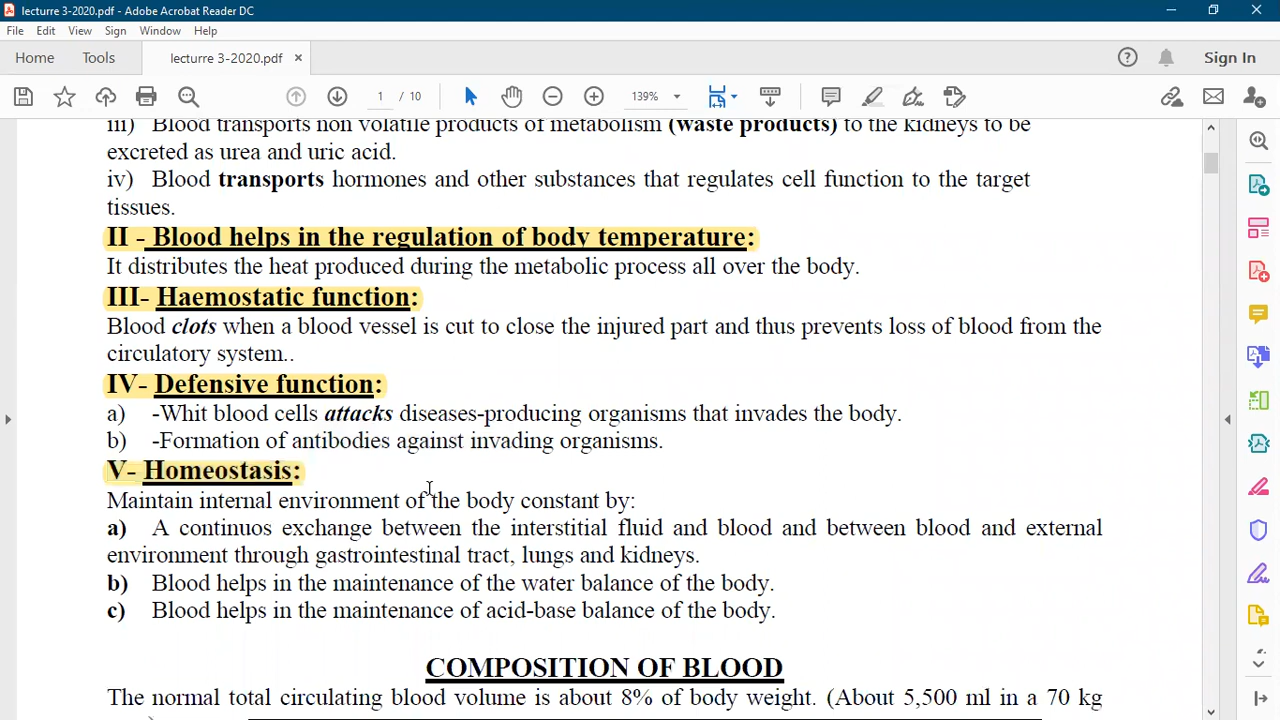 lecturre 3-2020.pdf - Adobe Acrobat Reader DC
File Edit View Sign Window Help
Home Tools lecturre 3-2020.pdf × Sign In
1 / 10 139%
iii) Blood transports non volatile products of metabolism (waste products) to the kidneys to be
excreted as urea and uric acid.
iv) Blood transports hormones and other substances that regulates cell function to the target
tissues.
II - Blood helps in the regulation of body temperature:
It distributes the heat produced during the metabolic process all over the body.
III- Haemostatic function:
Blood clots when a blood vessel is cut to close the injured part and thus prevents loss of blood from the
circulatory system..
IV- Defensive function:
a) -Whit blood cells attacks diseases-producing organisms that invades the body.
b) -Formation of antibodies against invading organisms.
V- Homeostasis:
Maintain internal environment of the body constant by:
a) A continuos exchange between the interstitial fluid and blood and between blood and external
environment through gastrointestinal tract, lungs and kidneys.
b) Blood helps in the maintenance of the water balance of the body.
c) Blood helps in the maintenance of acid-base balance of the body.
COMPOSITION OF BLOOD
The normal total circulating blood volume is about 8% of body weight. (About 5,500 ml in a 70 kg